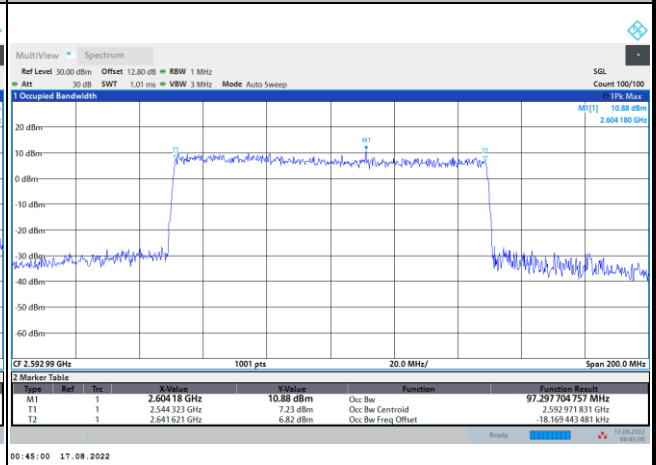 MultiView Spectrum
Ref Level 30.00 dBm Offset 12.80 dB RBW 1 MHz SGL
Att 30 dB SWT 1.01 ms VBW 3 MHz Mode Auto Sweep Count 100/100
1 Occupied Bandwidth 1Pk Max
M1[1] 10.88 dBm
2.604 180 GHz
20 dBm
M1
T1
T2
10 dBm
0 dBm
-10 dBm
-20 dBm
-30 dBm
-40 dBm
-50 dBm
-60 dBm
CF 2.592 99 GHz 1001 pts 20.0 MHz/ Span 200.0 MHz
2 Marker Table
Type Ref Trc X-Value Y-Value Function Function Result
M1 1 2.604 18 GHz 10.88 dBm Occ Bw 97.297 704 757 MHz
T1 1 2.544 323 GHz 7.23 dBm Occ Bw Centroid 2.592 971 831 GHz
T2 1 2.641 621 GHz 6.82 dBm Occ Bw Freq Offset -18.169 443 481 kHz
Ready 17.08.2022
00:45:00
00:45:00 17.08.2022